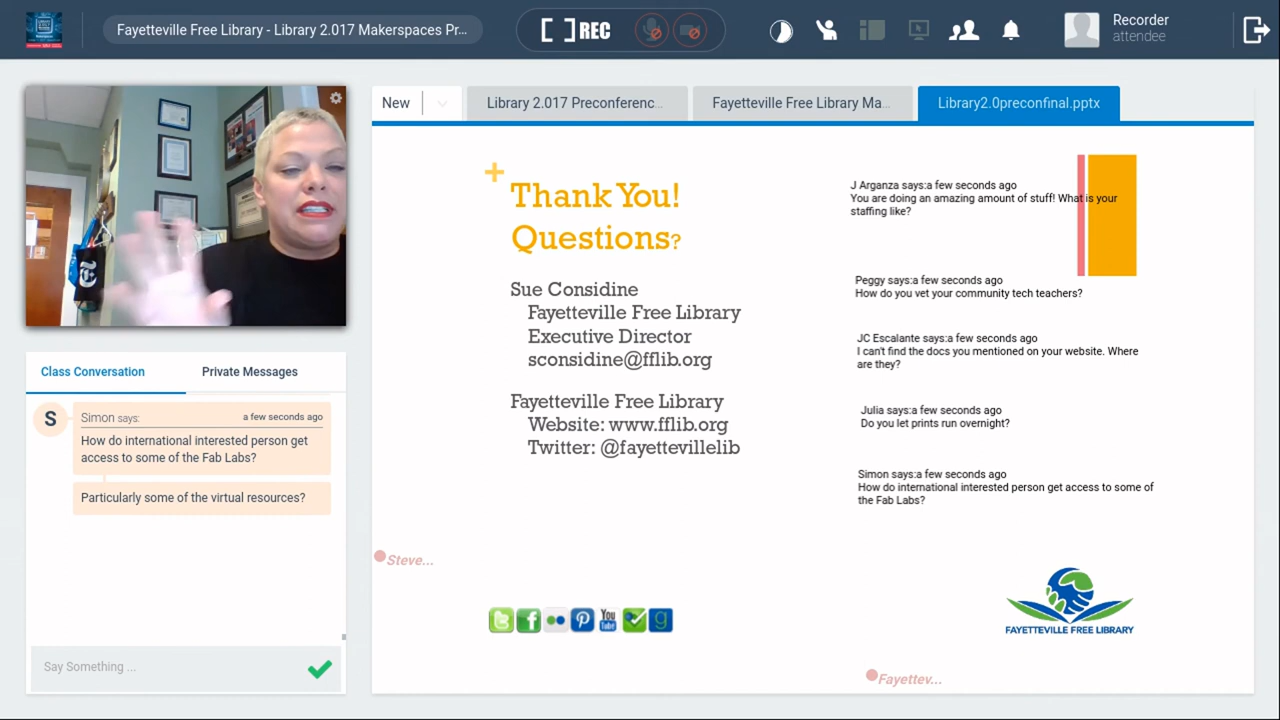 Fayetteville Free Library - Library 2.017 Makerspaces Pr...
REC
Recorder
attendee
New
Library 2.017 Preconferenc...
Fayetteville Free Library Ma...
Library2.0preconfinal.pptx
Class Conversation
Private Messages
S
Simon says:
a few seconds ago
How do international interested person get
access to some of the Fab Labs?
Particularly some of the virtual resources?
Say Something ...
Thank You!
Questions?
Sue Considine
Fayetteville Free Library
Executive Director
sconsidine@fflib.org
Fayetteville Free Library
Website: www.fflib.org
Twitter: @fayettevillelib
J Arganza says:a few seconds ago
You are doing an amazing amount of stuff! What is your
staffing like?
Peggy says:a few seconds ago
How do you vet your community tech teachers?
JC Escalante says:a few seconds ago
I can't find the docs you mentioned on your website. Where
are they?
Julia says:a few seconds ago
Do you let prints run overnight?
Simon says:a few seconds ago
How do international interested person get access to some of
the Fab Labs?
Steve...
You
Tube
FAYETTEVILLE FREE LIBRARY
Fayettev...